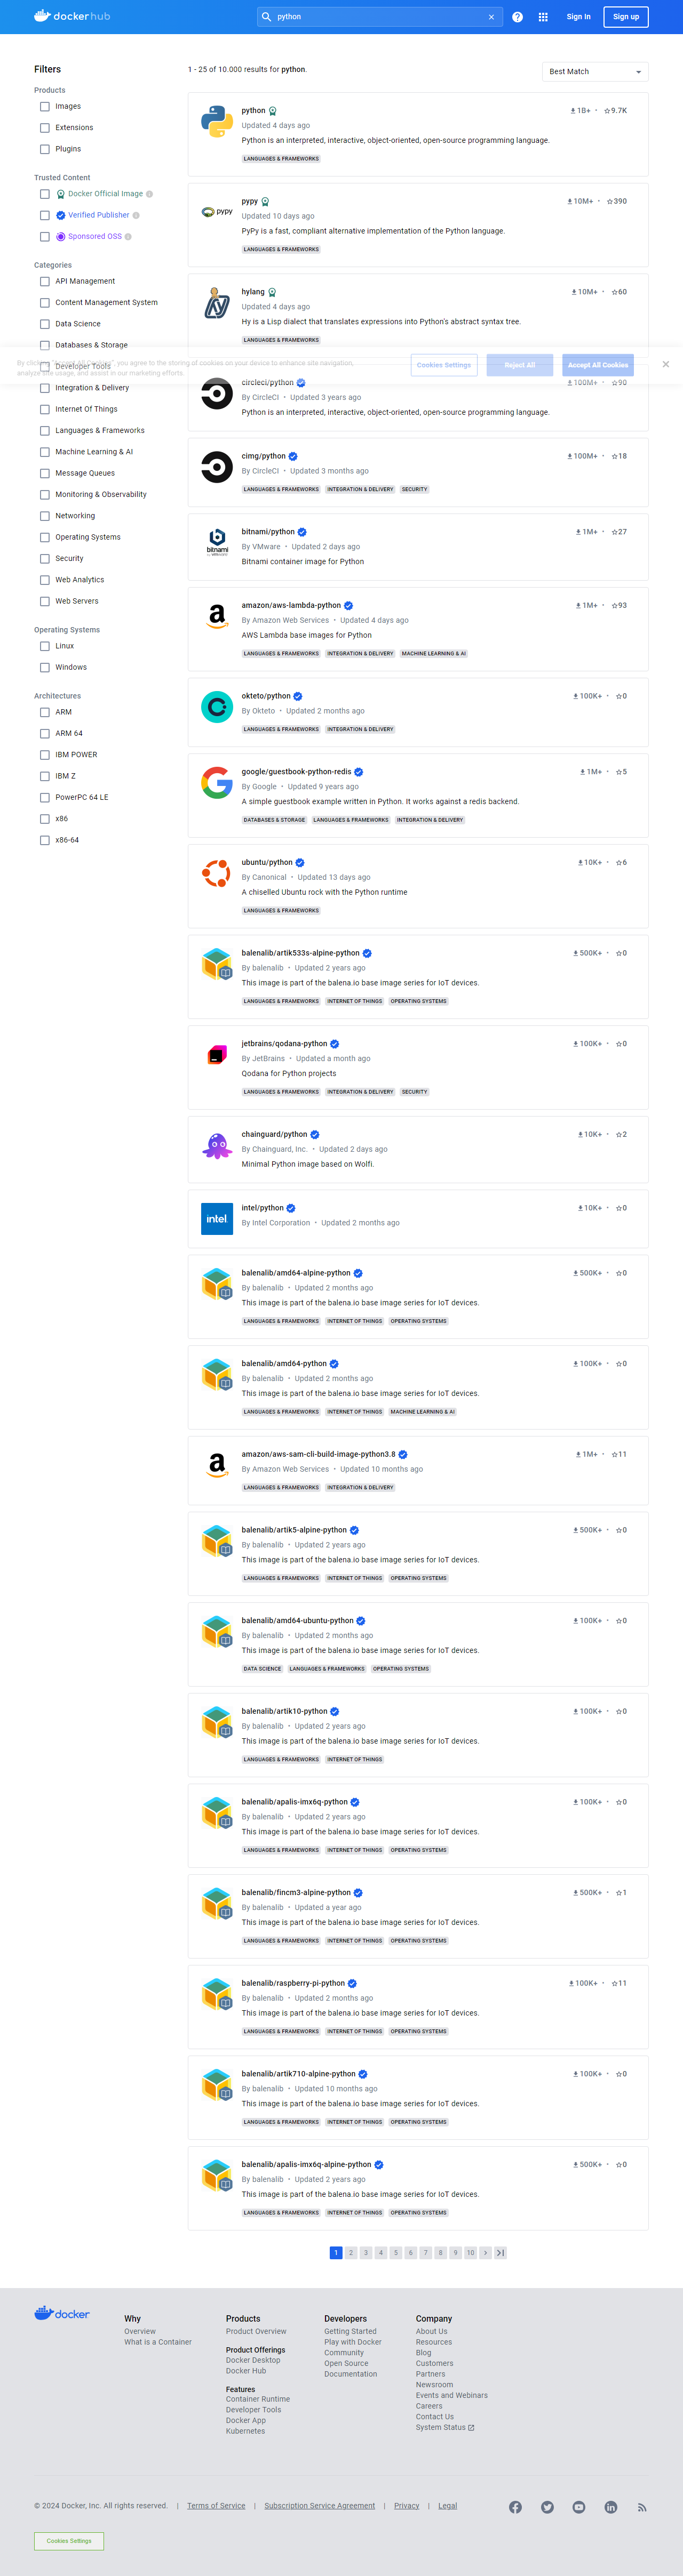 docker hub
python
Sign In
Sign up
Filters
Products
Images
Extensions
Plugins
Trusted Content
Docker Official Image
Verified Publisher
Sponsored OSS
Categories
API Management
Content Management System
Data Science
Databases & Storage
Developer Tools
Integration & Delivery
Internet Of Things
Languages & Frameworks
Machine Learning & AI
Message Queues
Monitoring & Observability
Networking
Operating Systems
Security
Web Analytics
Web Servers
Operating Systems
Linux
Windows
Architectures
ARM
ARM 64
IBM POWER
IBM Z
PowerPC 64 LE
x86
x86-64
1 - 25 of 10.000 results for python.
Best Match
python
1B+ • 9.7K
Updated 4 days ago
Python is an interpreted, interactive, object-oriented, open-source programming language.
LANGUAGES & FRAMEWORKS
pypy
pypy
10M+ • 390
Updated 10 days ago
PyPy is a fast, compliant alternative implementation of the Python language.
LANGUAGES & FRAMEWORKS
hylang
10M+ • 60
Updated 4 days ago
Hy is a Lisp dialect that translates expressions into Python's abstract syntax tree.
LANGUAGES & FRAMEWORKS
By clicking "Accept All Cookies", you agree to the storing of cookies on your device to enhance site navigation,
analyze site usage, and assist in our marketing efforts.
Cookies Settings
Reject All
Accept All Cookies
circleci/python
100M+ • 90
By CircleCI • Updated 3 years ago
Python is an interpreted, interactive, object-oriented, open-source programming language.
cimg/python
100M+ • 18
By CircleCI • Updated 3 months ago
LANGUAGES & FRAMEWORKS INTEGRATION & DELIVERY SECURITY
bitnami
by VMware
bitnami/python
1M+ • 27
By VMware • Updated 2 days ago
Bitnami container image for Python
amazon/aws-lambda-python
1M+ • 93
By Amazon Web Services • Updated 4 days ago
AWS Lambda base images for Python
LANGUAGES & FRAMEWORKS INTEGRATION & DELIVERY MACHINE LEARNING & AI
okteto/python
100K+ • 0
By Okteto • Updated 2 months ago
LANGUAGES & FRAMEWORKS INTEGRATION & DELIVERY
google/guestbook-python-redis
1M+ • 5
By Google • Updated 9 years ago
A simple guestbook example written in Python. It works against a redis backend.
DATABASES & STORAGE LANGUAGES & FRAMEWORKS INTEGRATION & DELIVERY
ubuntu/python
10K+ • 6
By Canonical • Updated 13 days ago
A chiselled Ubuntu rock with the Python runtime
LANGUAGES & FRAMEWORKS
balenalib/artik533s-alpine-python
500K+ • 0
By balenalib • Updated 2 years ago
This image is part of the balena.io base image series for IoT devices.
LANGUAGES & FRAMEWORKS INTERNET OF THINGS OPERATING SYSTEMS
jetbrains/qodana-python
100K+ • 0
By JetBrains • Updated a month ago
Qodana for Python projects
LANGUAGES & FRAMEWORKS INTEGRATION & DELIVERY SECURITY
chainguard/python
10K+ • 2
By Chainguard, Inc. • Updated 2 days ago
Minimal Python image based on Wolfi.
intel
intel/python
10K+ • 0
By Intel Corporation • Updated 2 months ago
balenalib/amd64-alpine-python
500K+ • 0
By balenalib • Updated 2 months ago
This image is part of the balena.io base image series for IoT devices.
LANGUAGES & FRAMEWORKS INTERNET OF THINGS OPERATING SYSTEMS
balenalib/amd64-python
100K+ • 0
By balenalib • Updated 2 months ago
This image is part of the balena.io base image series for IoT devices.
LANGUAGES & FRAMEWORKS INTERNET OF THINGS MACHINE LEARNING & AI
amazon/aws-sam-cli-build-image-python3.8
1M+ • 11
By Amazon Web Services • Updated 10 months ago
LANGUAGES & FRAMEWORKS INTEGRATION & DELIVERY
balenalib/artik5-alpine-python
500K+ • 0
By balenalib • Updated 2 years ago
This image is part of the balena.io base image series for IoT devices.
LANGUAGES & FRAMEWORKS INTERNET OF THINGS OPERATING SYSTEMS
balenalib/amd64-ubuntu-python
100K+ • 0
By balenalib • Updated 2 months ago
This image is part of the balena.io base image series for IoT devices.
DATA SCIENCE LANGUAGES & FRAMEWORKS OPERATING SYSTEMS
balenalib/artik10-python
100K+ • 0
By balenalib • Updated 2 years ago
This image is part of the balena.io base image series for IoT devices.
LANGUAGES & FRAMEWORKS INTERNET OF THINGS
balenalib/apalis-imx6q-python
100K+ • 0
By balenalib • Updated 2 years ago
This image is part of the balena.io base image series for IoT devices.
LANGUAGES & FRAMEWORKS INTERNET OF THINGS OPERATING SYSTEMS
balenalib/fincm3-alpine-python
500K+ • 1
By balenalib • Updated a year ago
This image is part of the balena.io base image series for IoT devices.
LANGUAGES & FRAMEWORKS INTERNET OF THINGS OPERATING SYSTEMS
balenalib/raspberry-pi-python
100K+ • 11
By balenalib • Updated 2 months ago
This image is part of the balena.io base image series for IoT devices.
LANGUAGES & FRAMEWORKS INTERNET OF THINGS OPERATING SYSTEMS
balenalib/artik710-alpine-python
100K+ • 0
By balenalib • Updated 10 months ago
This image is part of the balena.io base image series for IoT devices.
LANGUAGES & FRAMEWORKS INTERNET OF THINGS OPERATING SYSTEMS
balenalib/apalis-imx6q-alpine-python
500K+ • 0
By balenalib • Updated 2 years ago
This image is part of the balena.io base image series for IoT devices.
LANGUAGES & FRAMEWORKS INTERNET OF THINGS OPERATING SYSTEMS
1 2 3 4 5 6 7 8 9 10
docker
Why
Overview
What is a Container
Products
Product Overview
Product Offerings
Docker Desktop
Docker Hub
Features
Container Runtime
Developer Tools
Docker App
Kubernetes
Developers
Getting Started
Play with Docker
Community
Open Source
Documentation
Company
About Us
Resources
Blog
Customers
Partners
Newsroom
Events and Webinars
Careers
Contact Us
System Status
© 2024 Docker, Inc. All rights reserved. | Terms of Service | Subscription Service Agreement | Privacy | Legal
Cookies Settings